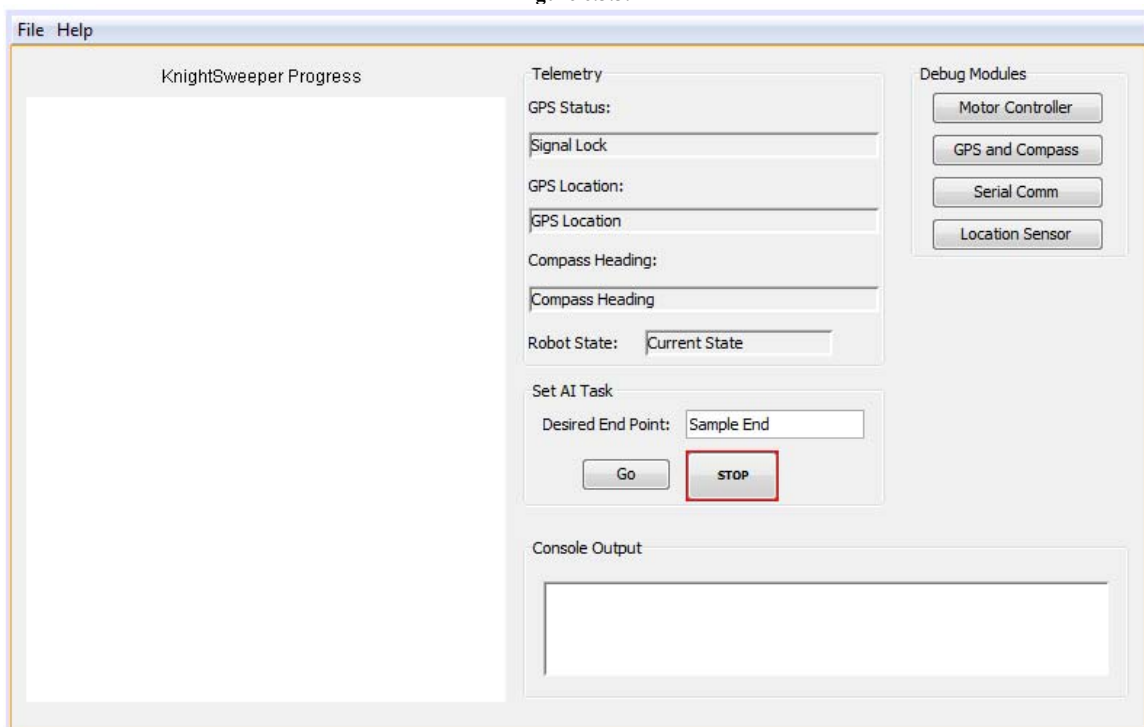 File Help
KnightSweeper Progress
Telemetry
GPS Status:
Signal Lock
GPS Location:
GPS Location
Compass Heading:
Compass Heading
Robot State: Current State
Set AI Task
Desired End Point: Sample End
Go STOP
Console Output
Debug Modules
Motor Controller
GPS and Compass
Serial Comm
Location Sensor